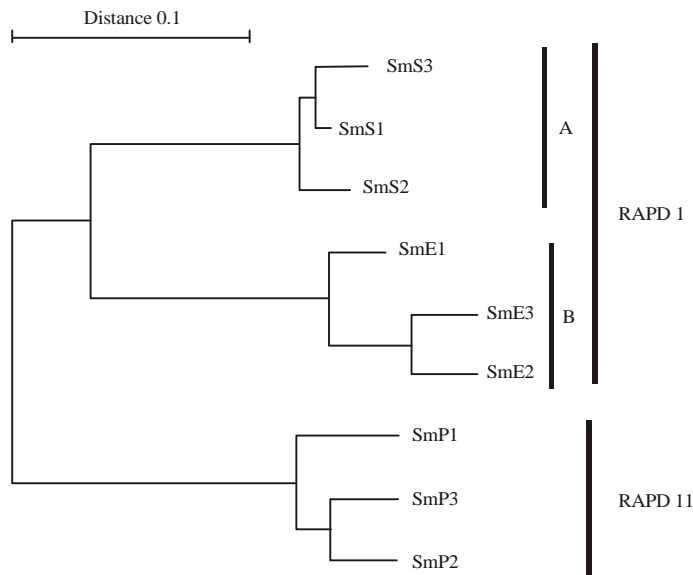 Distance 0.1
SmS3
SmS1
A
SmS2
RAPD 1
SmE1
SmE3
B
SmE2
SmP1
SmP3
RAPD 11
SmP2